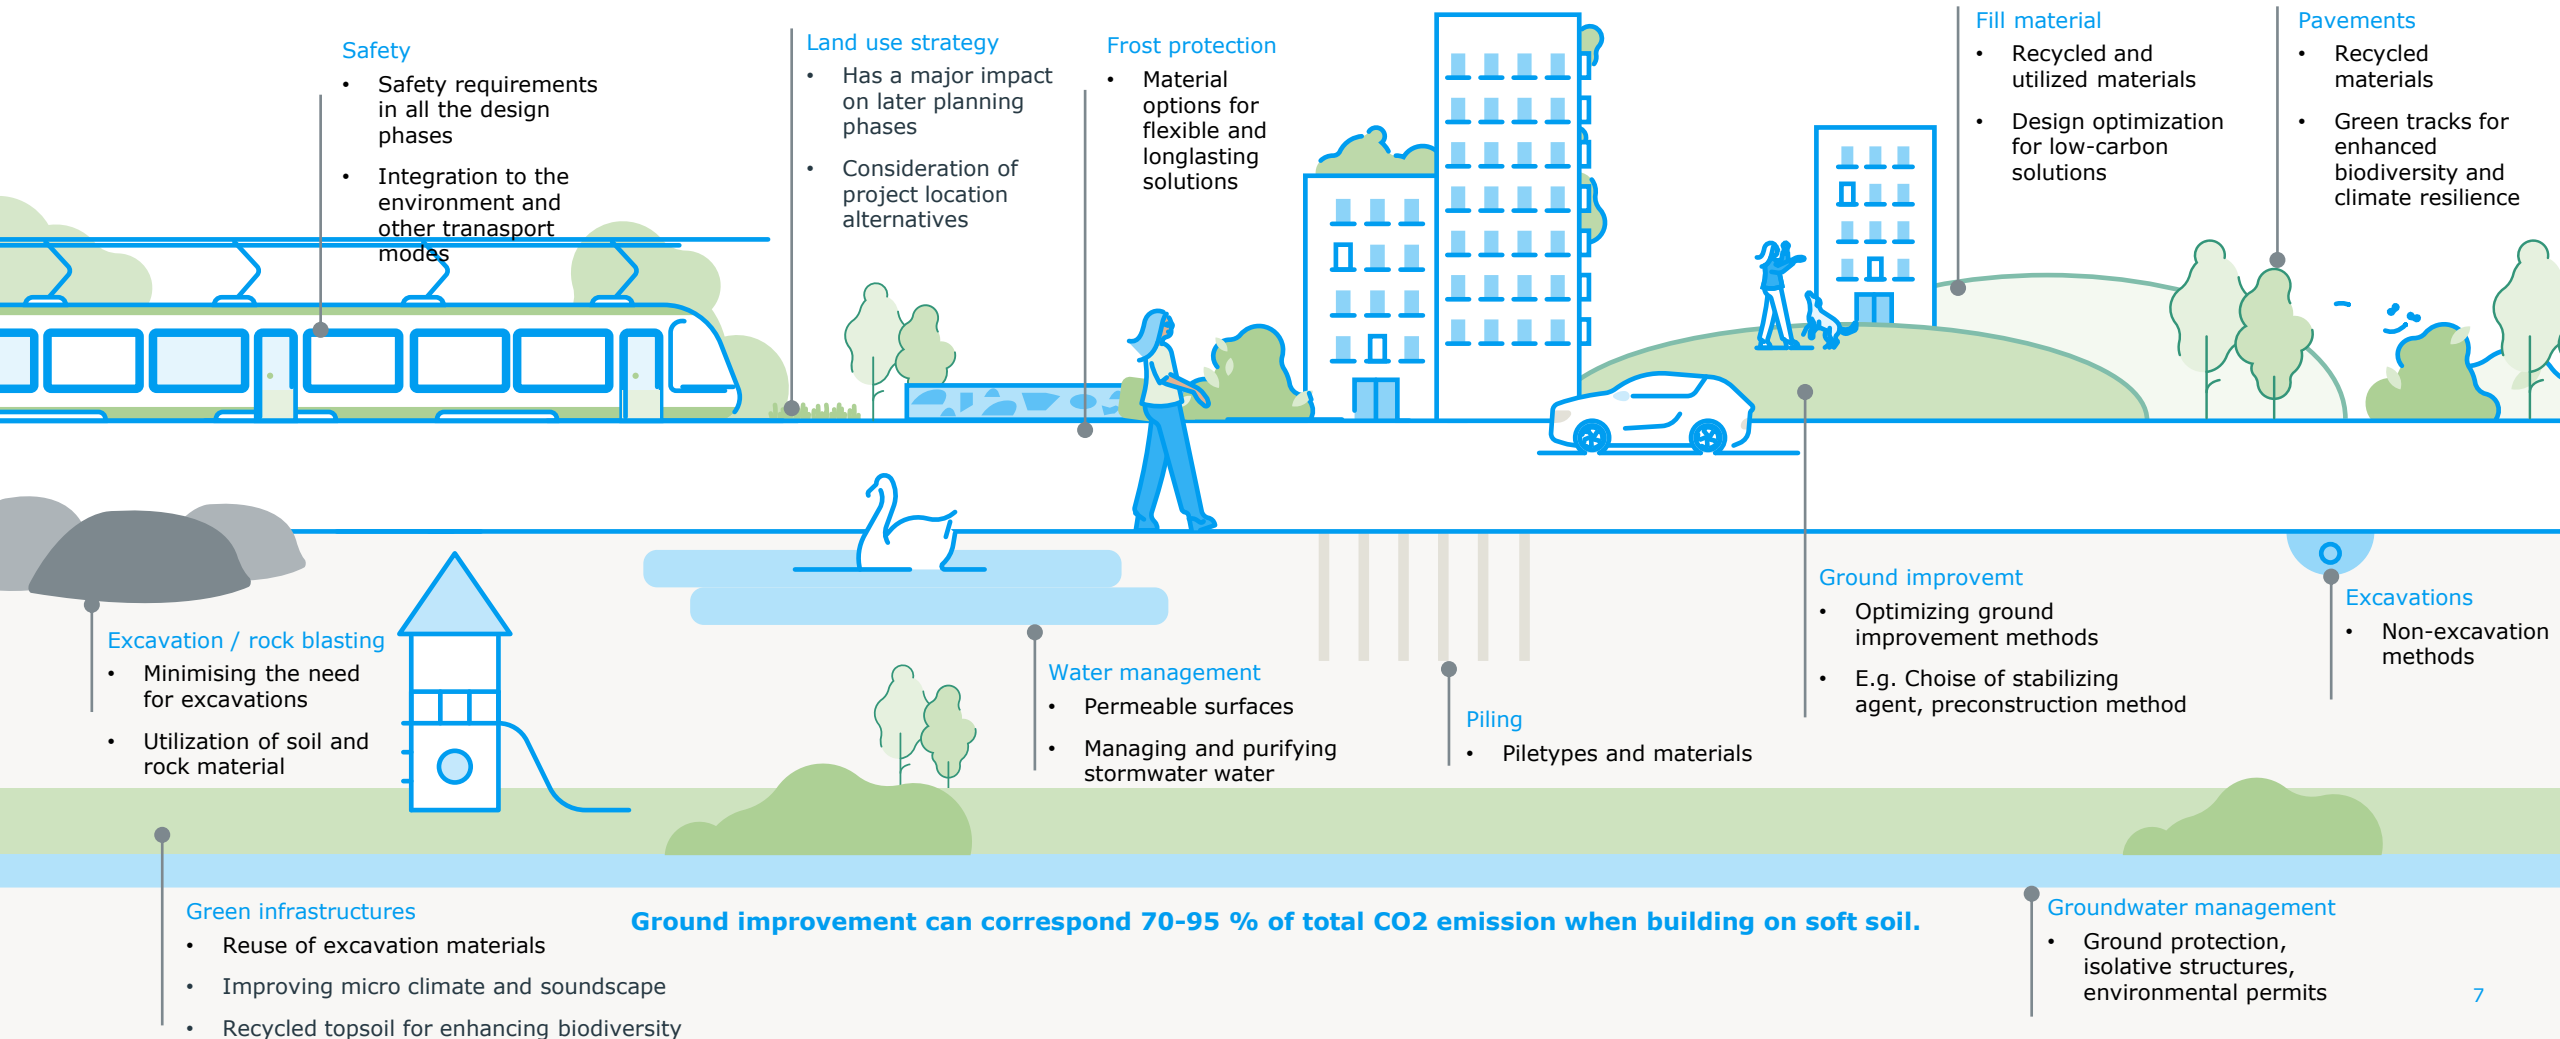 Safety
• Safety requirements
in all the design
phases
• Integration to the
environment and
other tranasport
modes
Land use strategy
• Has a major impact
on later planning
phases
• Consideration of
project location
alternatives
Frost protection
• Material
options for
flexible and
longlasting
solutions
Fill material
• Recycled and
utilized materials
• Design optimization
for low-carbon
solutions
Pavements
• Recycled
materials
• Green tracks for
enhanced
biodiversity and
climate resilience
Excavation / rock blasting
• Minimising the need
for excavations
• Utilization of soil and
rock material
Water management
• Permeable surfaces
• Managing and purifying
stormwater water
Piling
• Piletypes and materials
Ground improvemt
• Optimizing ground
improvement methods
• E.g. Choise of stabilizing
agent, preconstruction method
Excavations
• Non-excavation
methods
Green infrastructures
• Reuse of excavation materials
• Improving micro climate and soundscape
• Recycled topsoil for enhancing biodiversity
Ground improvement can correspond 70-95 % of total CO2 emission when building on soft soil.
Groundwater management
• Ground protection,
isolative structures,
environmental permits
7